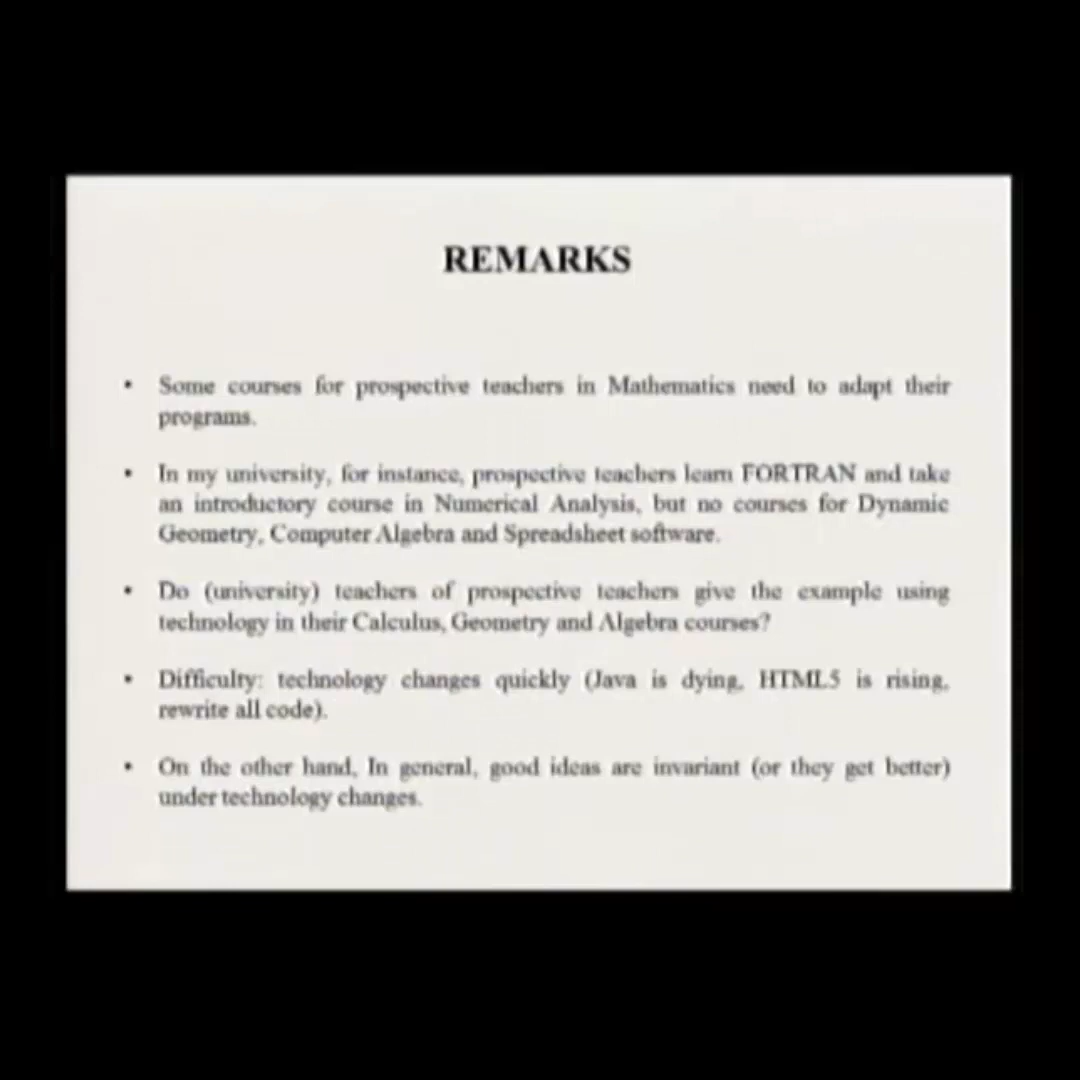 REMARKS
• Some courses for prospective teachers in Mathematics need to adapt their
programs.
• In my university, for instance, prospective teachers learn FORTRAN and take
an introductory course in Numerical Analysis, but no courses for Dynamic
Geometry, Computer Algebra and Spreadsheet software.
• Do (university) teachers of prospective teachers give the example using
technology in their Calculus, Geometry and Algebra courses?
• Difficulty: technology changes quickly (Java is dying, HTML5 is rising,
rewrite all code).
• On the other hand, In general, good ideas are invariant (or they get better)
under technology changes.